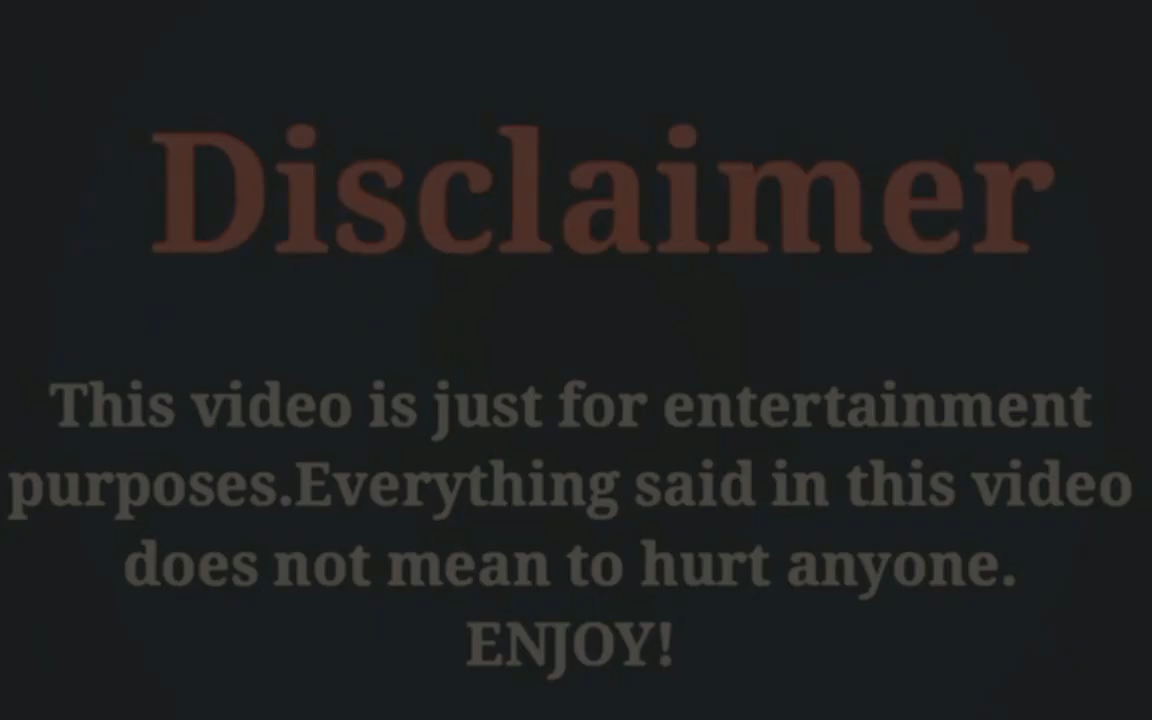 Disclaimer
This video is just for entertainment
purposes.Everything said in this video
does not mean to hurt anyone.
ENJOY!